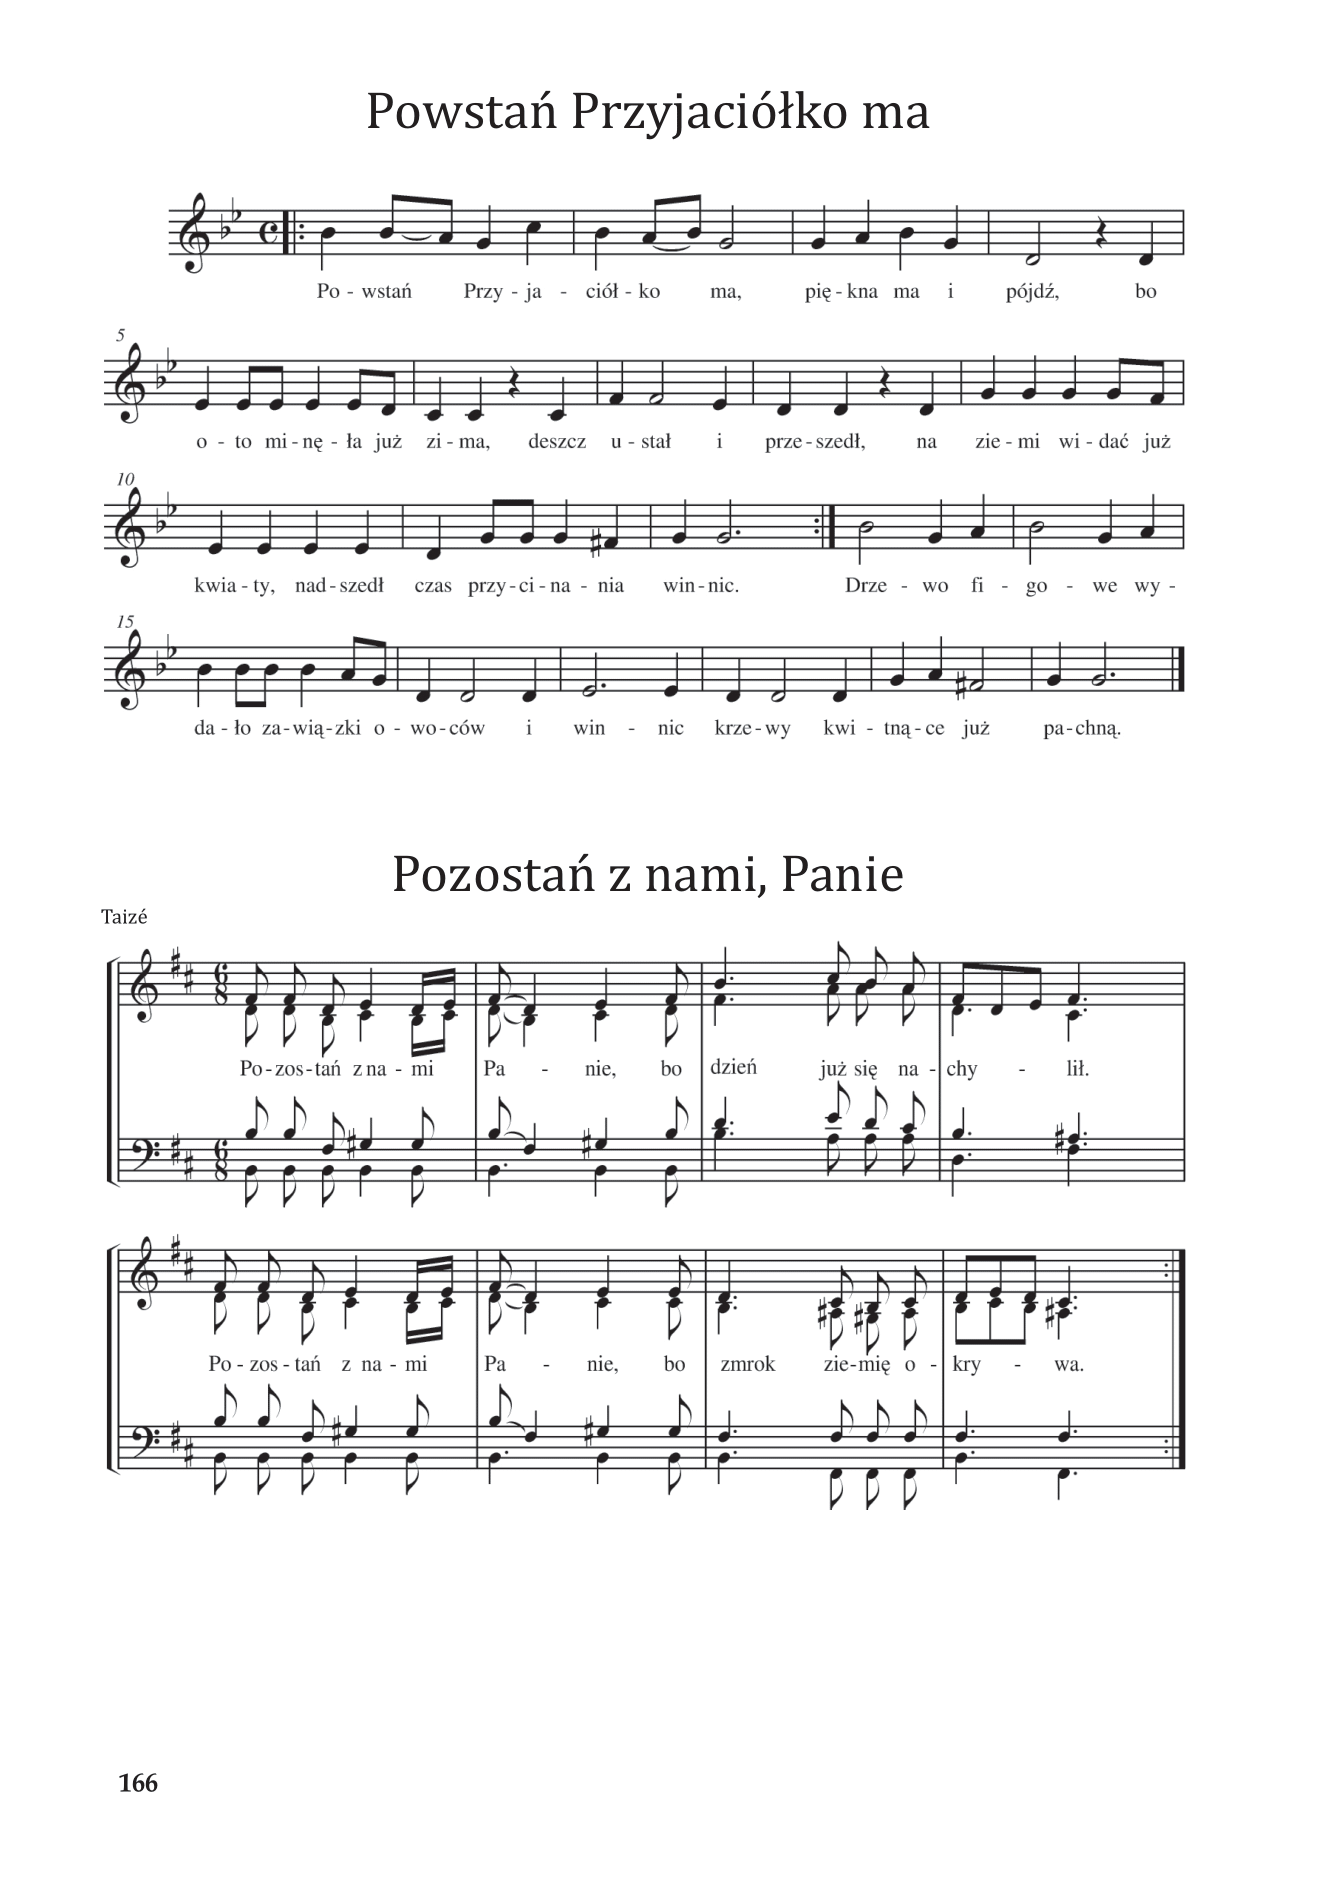 Powstań Przyjaciółko ma
Po - wstań Przy - ja - ciół - ko ma, pię - kna ma i pójdź, bo
5
o - to mi - nę - ła już zi - ma, deszcz u - stał i prze - szedł, na zie - mi wi - dać już
10
kwia - ty, nad - szedł czas przy - ci - na - nia win - nic. Drze - wo fi - go - we wy -
15
da - ło za - wią - zki o - wo - ców i win - nic krze - wy kwi - tną - ce już pa - chną.
Pozostań z nami, Panie
Taizé
6 8
Po - zos - tań z na - mi Pa - nie, bo dzień już się na - chy - lił.
6 8
Po - zos - tań z na - mi Pa - nie, bo zmrok zie - mię o - kry - wa.
166